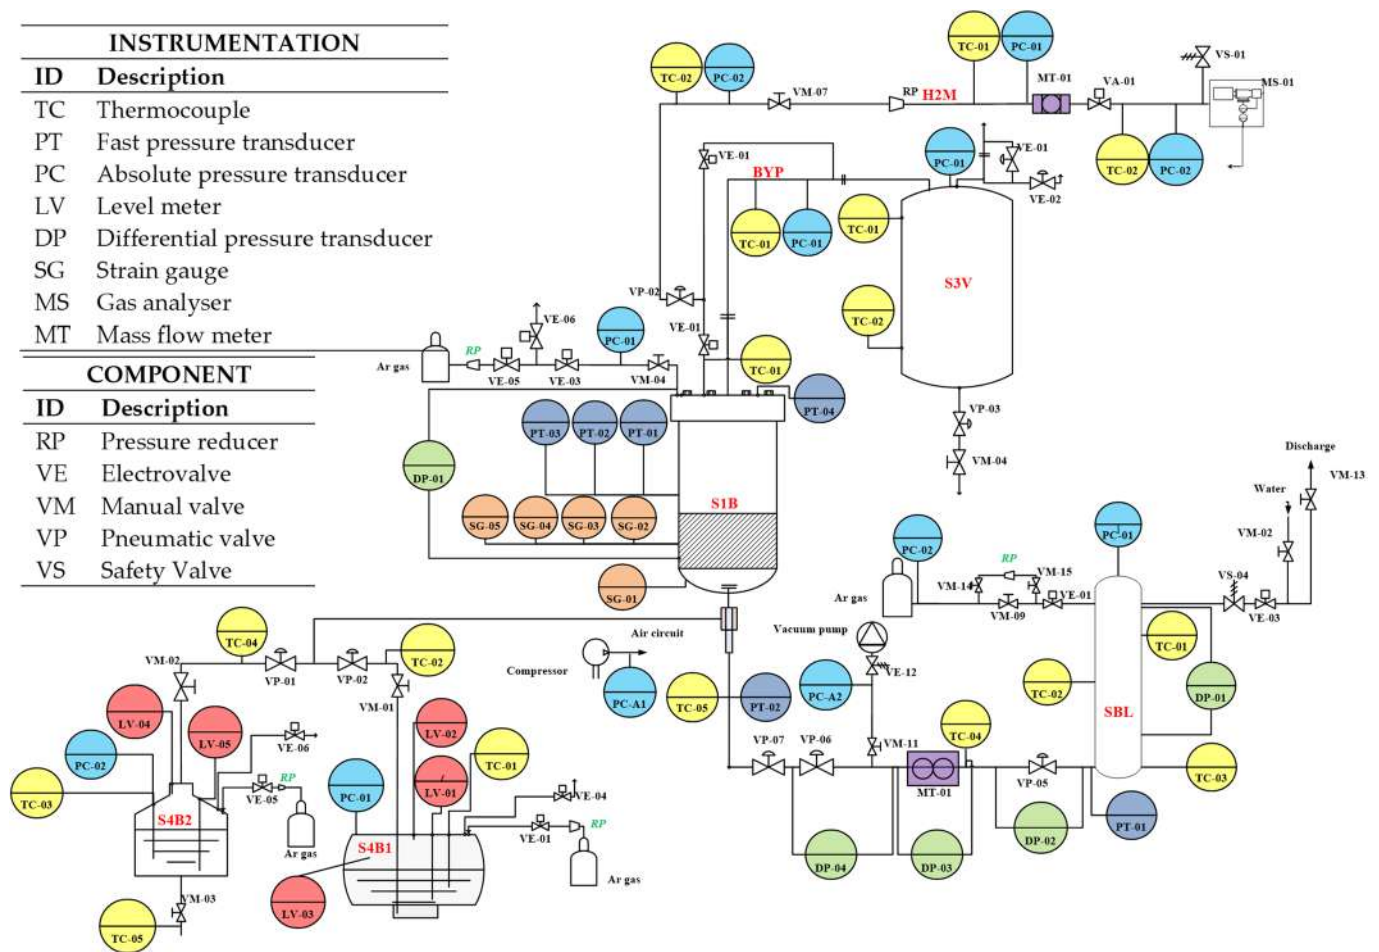 INSTRUMENTATION
ID Description
TC Thermocouple
PT Fast pressure transducer
PC Absolute pressure transducer
LV Level meter
DP Differential pressure transducer
SG Strain gauge
MS Gas analyser
MT Mass flow meter
COMPONENT
ID Description
RP Pressure reducer
VE Electrovalve
VM Manual valve
VP Pneumatic valve
VS Safety Valve
TC-02
PC-02
VM-07
RP
H2M
TC-01
PC-01
MT-01
VA-01
VS-01
MS-01
TC-02
PC-02
VE-01
BYP
TC-01
PC-01
PC-01
VE-01
VE-02
TC-01
S3V
TC-02
VP-03
VM-04
VP-02
VE-01
VE-06
PC-01
RP
Ar gas
VE-05
VE-03
VM-04
TC-01
PT-04
PT-03
PT-02
PT-01
DP-01
S1B
SG-05
SG-04
SG-03
SG-02
SG-01
Discharge
VM-13
Water
VM-02
PC-01
PC-02
RP
VM-14
VM-15
VS-04
Ar gas
VM-09
VE-01
VE-03
Vacuum pump
Air circuit
Compressor
PC-A1
TC-05
PT-02
PC-A2
VE-12
TC-01
TC-02
DP-01
SBL
TC-04
VM-11
VP-07
VP-06
MT-01
VP-05
TC-03
DP-04
DP-03
DP-02
PT-01
TC-04
VM-02
VP-01
VP-02
TC-02
VM-01
LV-04
LV-05
LV-02
VE-06
PC-02
TC-01
TC-03
RP
VE-05
PC-01
LV-01
VE-04
S4B2
S4B1
VE-01
RP
Ar gas
Ar gas
VM-03
LV-03
TC-05